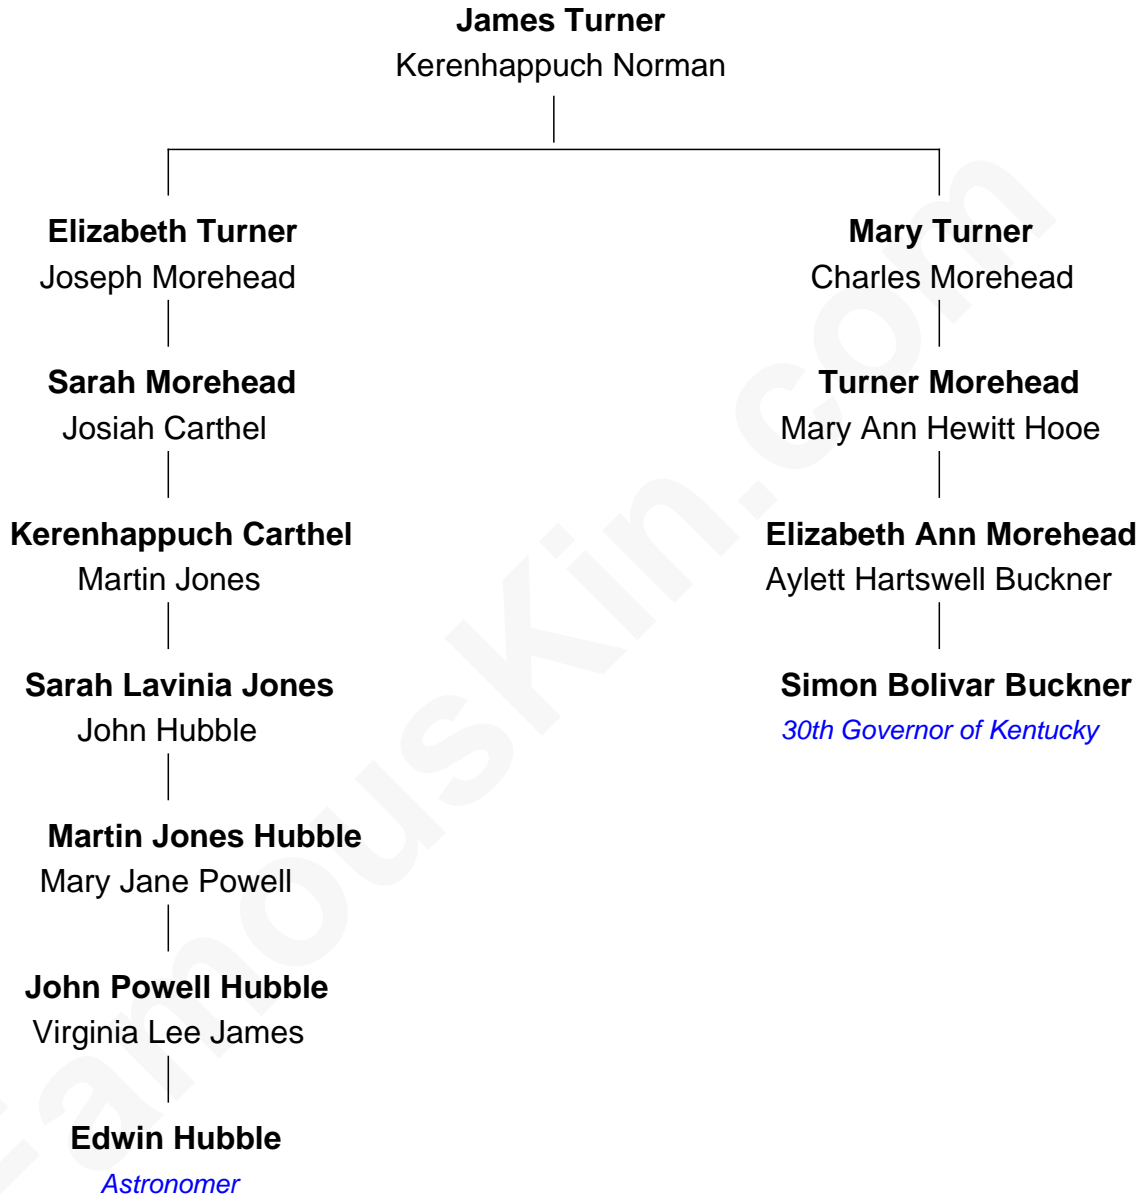 James Turner
Kerenhappuch Norman
Elizabeth Turner
Joseph Morehead
Sarah Morehead
Josiah Carthel
Kerenhappuch Carthel
Martin Jones
Sarah Lavinia Jones
John Hubble
Martin Jones Hubble
Mary Jane Powell
John Powell Hubble
Virginia Lee James
Edwin Hubble
Astronomer
Mary Turner
Charles Morehead
Turner Morehead
Mary Ann Hewitt Hooe
Elizabeth Ann Morehead
Aylett Hartswell Buckner
Simon Bolivar Buckner
30th Governor of Kentucky
FamousKin.com